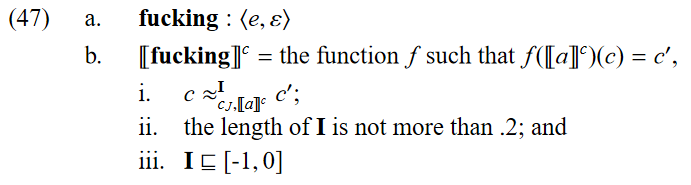 (47) a. fucking : ⟨e, ε⟩
b. ⟦fucking⟧ᶜ = the function f such that f(⟦a⟧ᶜ)(c) = c′,
i. c ≈^I_{c_J,⟦a⟧ᶜ} c′;
ii. the length of I is not more than .2; and
iii. I ⊑ [-1, 0]